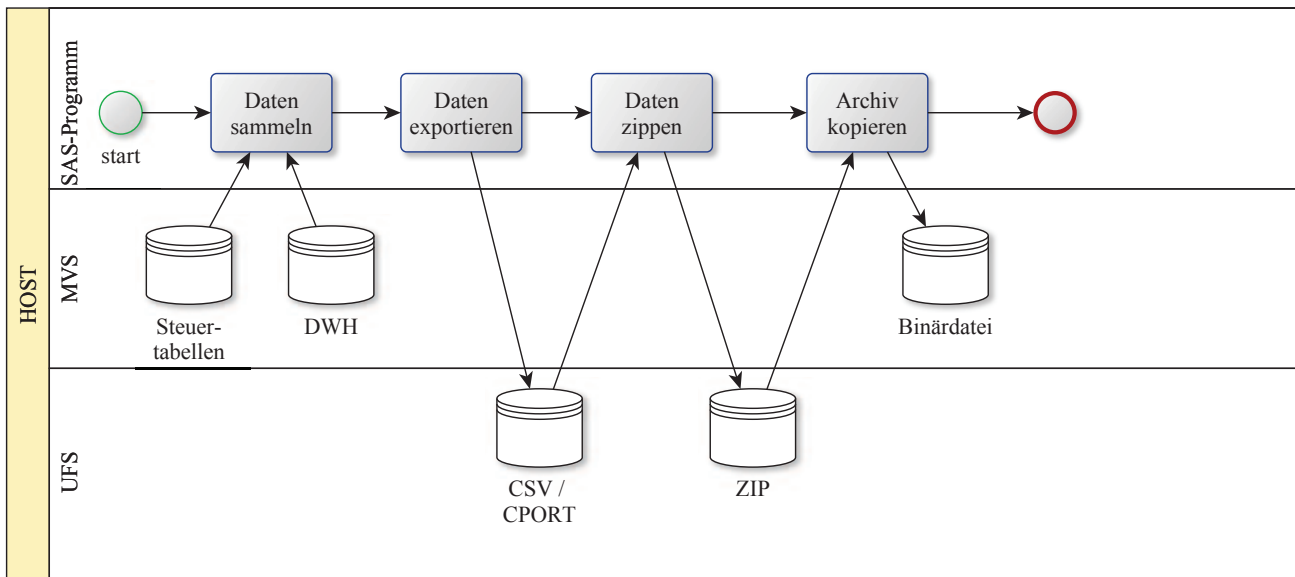 HOST
SAS-Programm
start
Daten
sammeln
Daten
exportieren
Daten
zippen
Archiv
kopieren
MVS
Steuer-
tabellen
DWH
Binärdatei
UFS
CSV /
CPORT
ZIP